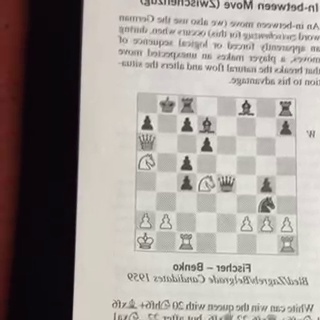 In-between Move (Zwischenzug)
An in-between move (we also use the German
word zwischenzug for this) occurs when, during
an apparently forced or logical sequence of
moves, a player makes an unexpected move
that breaks the natural flow and alters the situa-
tion to his advantage.
W
Fischer – Benko
Bled/Zagreb/Belgrade Candidates 1959
White can win the queen with 20
but after 22